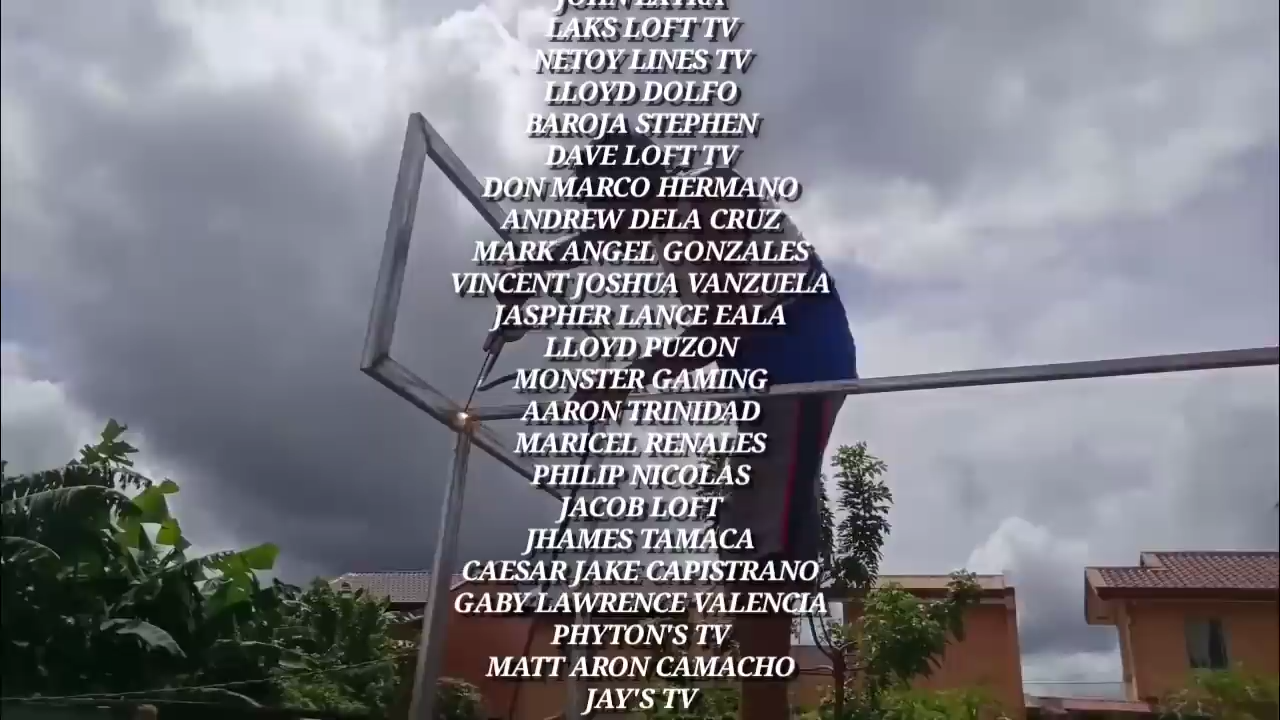 LAKS LOFT TV
NETOY LINES TV
LLOYD DOLFO
BAROJA STEPHEN
DAVE LOFT TV
DON MARCO HERMANO
ANDREW DELA CRUZ
MARK ANGEL GONZALES
VINCENT JOSHUA VANZUELA
JASPHER LANCE EALA
LLOYD PUZON
MONSTER GAMING
AARON TRINIDAD
MARICEL RENALES
PHILIP NICOLAS
JACOB LOFT
JHAMES TAMACA
CAESAR JAKE CAPISTRANO
GABY LAWRENCE VALENCIA
PHYTON'S TV
MATT ARON CAMACHO
JAY'S TV